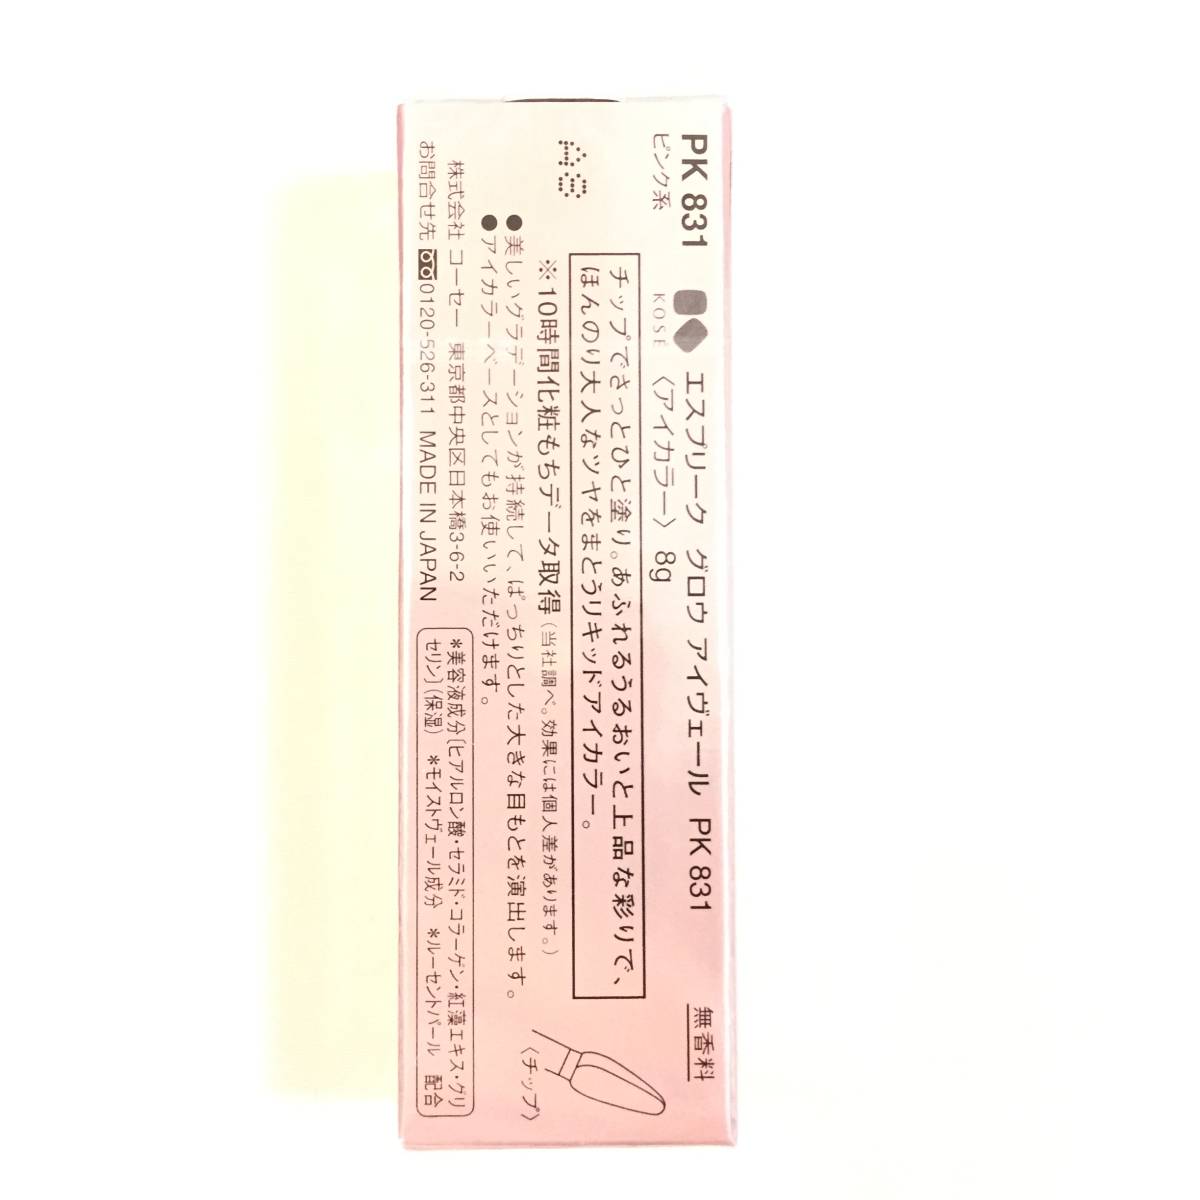 PK 831
ピンク系
KOSÉ
エスプリーク グロウ アイヴェール PK 831
〈アイカラー〉 8g
無香料
チップでさっとひと塗り。あふれるうるおいと上品な彩りで、
ほんのり大人なツヤをまとうリキッドアイカラー。
〈チップ〉
※10時間化粧もちデータ取得（当社調べ。効果には個人差があります。）
●美しいグラデーションが持続して、ぱっちりとした大きな目もとを演出します。
●アイカラーベースとしてもお使いいただけます。
株式会社 コーセー 東京都中央区日本橋3-6-2
お問合せ先 0120-526-311 MADE IN JAPAN
＊美容液成分〔ヒアルロン酸・セラミド・コラーゲン・紅藻エキス・グリ
セリン〕（保湿） ＊モイストヴェール成分 ＊ルーセントパール 配合